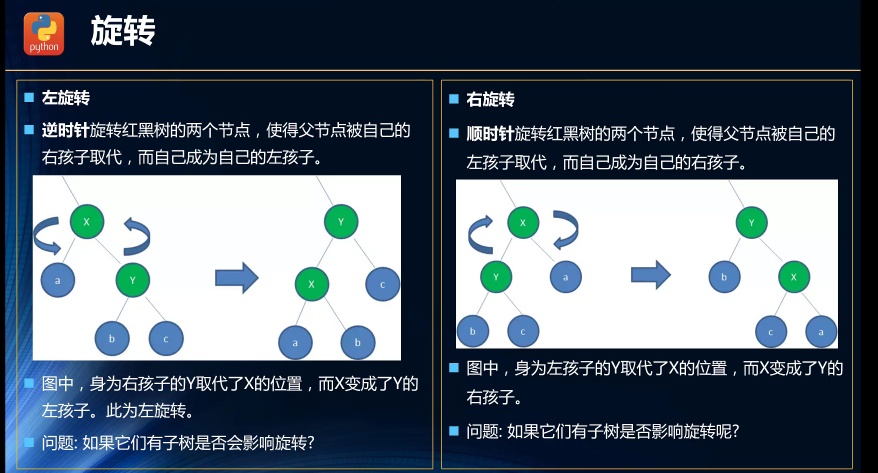 python
旋转
左旋转
逆时针旋转红黑树的两个节点，使得父节点被自己的
右孩子取代，而自己成为自己的左孩子。
X
a
Y
b
c
Y
X
c
a
b
图中，身为右孩子的Y取代了X的位置，而X变成了Y的
左孩子。此为左旋转。
问题: 如果它们有子树是否会影响旋转?
右旋转
顺时针旋转红黑树的两个节点，使得父节点被自己的
左孩子取代，而自己成为自己的右孩子。
X
Y
a
b
c
Y
b
X
c
a
图中，身为左孩子的Y取代了X的位置，而X变成了Y的
右孩子。
问题: 如果它们有子树是否影响旋转呢?